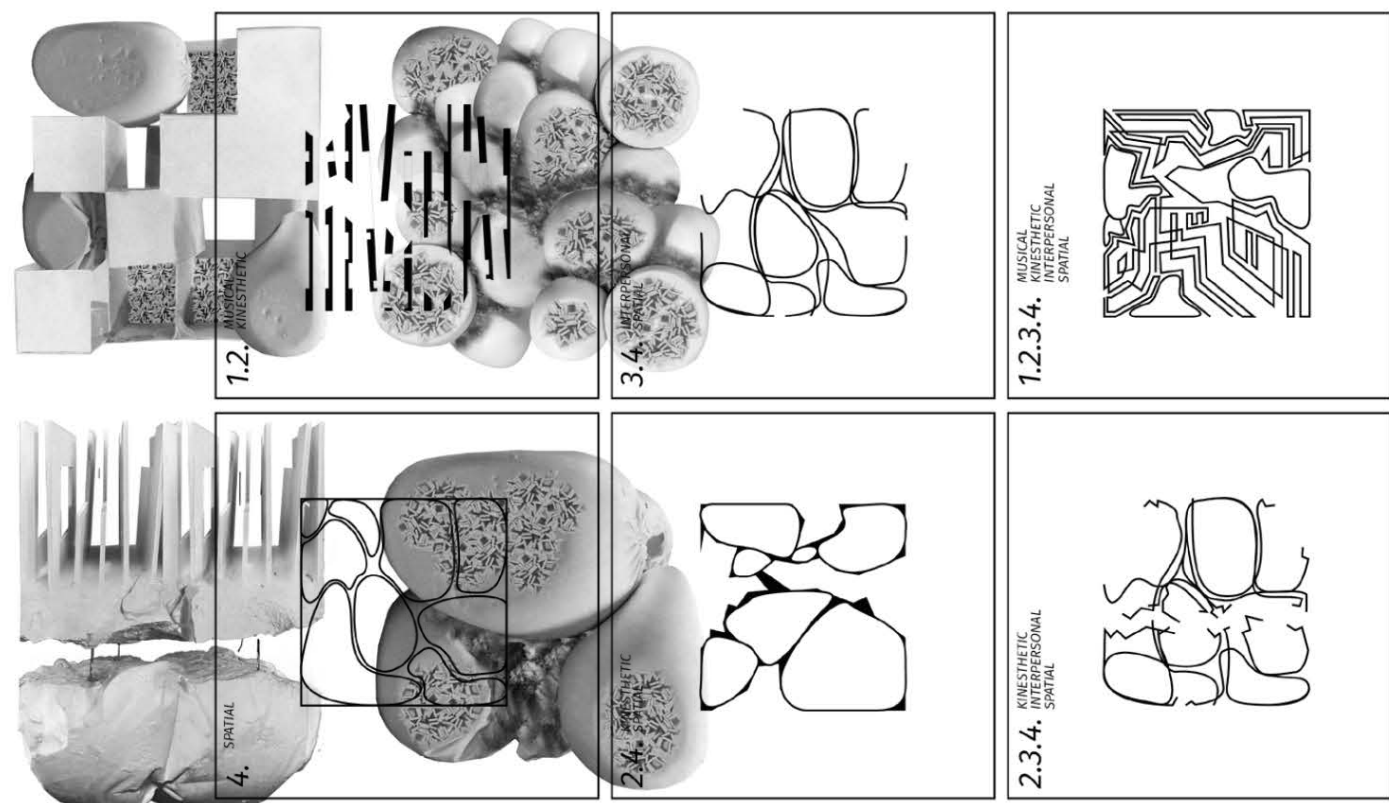 1.2.
MUSICAL
KINESTHETIC
3.4.
INTERPERSONAL
SPATIAL
1.2.3.4.
MUSICAL
KINESTHETIC
INTERPERSONAL
SPATIAL
4.
SPATIAL
2.4.
KINESTHETIC
SPATIAL
2.3.4.
KINESTHETIC
INTERPERSONAL
SPATIAL